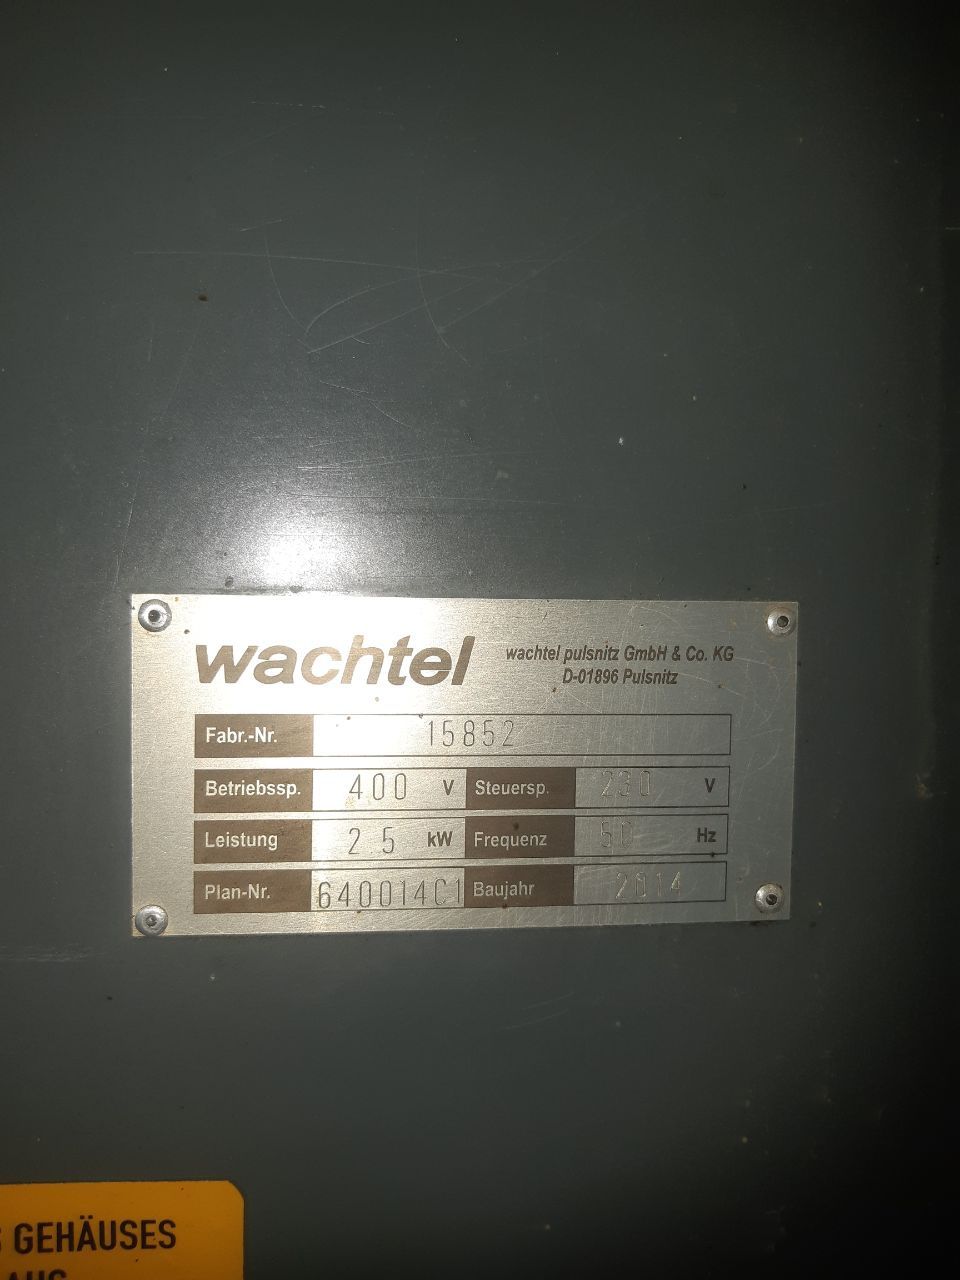 wachtel
wachtel pulsnitz GmbH & Co. KG
D-01896 Pulsnitz
Fabr.-Nr. 15852
Betriebssp. 400 V Steuersp. 230 V
Leistung 2.5 kW Frequenz 50 Hz
Plan-Nr. 640014C1 Baujahr 2014
GEHÄUSES